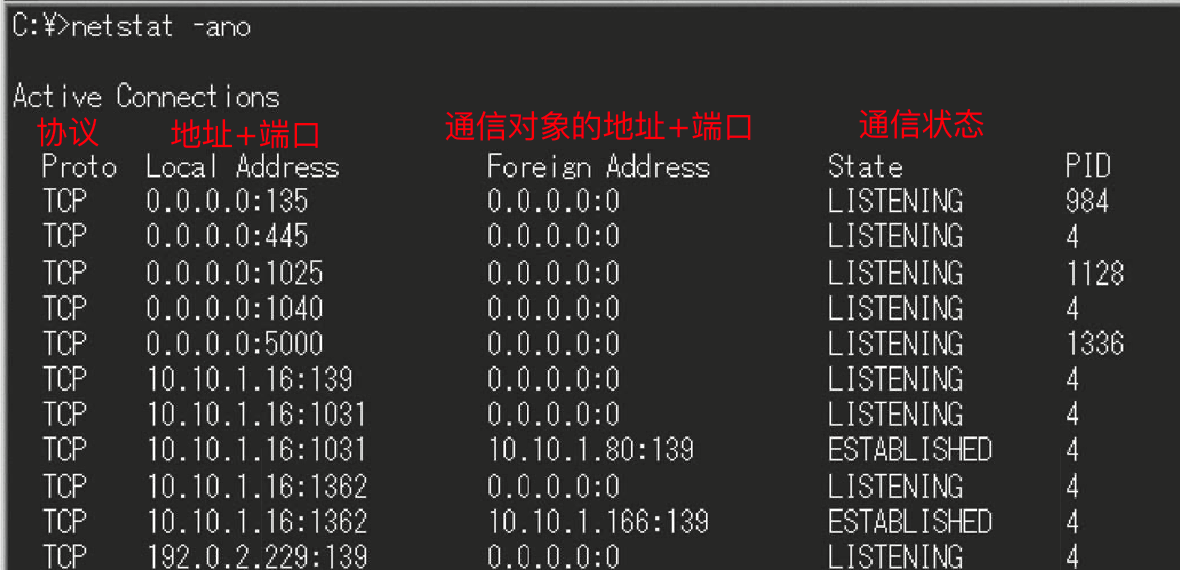 C:¥>netstat -ano
Active Connections
协议 地址+端口 通信对象的地址+端口 通信状态
Proto Local Address Foreign Address State PID
TCP 0.0.0.0:135 0.0.0.0:0 LISTENING 984
TCP 0.0.0.0:445 0.0.0.0:0 LISTENING 4
TCP 0.0.0.0:1025 0.0.0.0:0 LISTENING 1128
TCP 0.0.0.0:1040 0.0.0.0:0 LISTENING 4
TCP 0.0.0.0:5000 0.0.0.0:0 LISTENING 1336
TCP 10.10.1.16:139 0.0.0.0:0 LISTENING 4
TCP 10.10.1.16:1031 0.0.0.0:0 LISTENING 4
TCP 10.10.1.16:1031 10.10.1.80:139 ESTABLISHED 4
TCP 10.10.1.16:1362 0.0.0.0:0 LISTENING 4
TCP 10.10.1.16:1362 10.10.1.166:139 ESTABLISHED 4
TCP 192.0.2.229:139 0.0.0.0:0 LISTENING 4